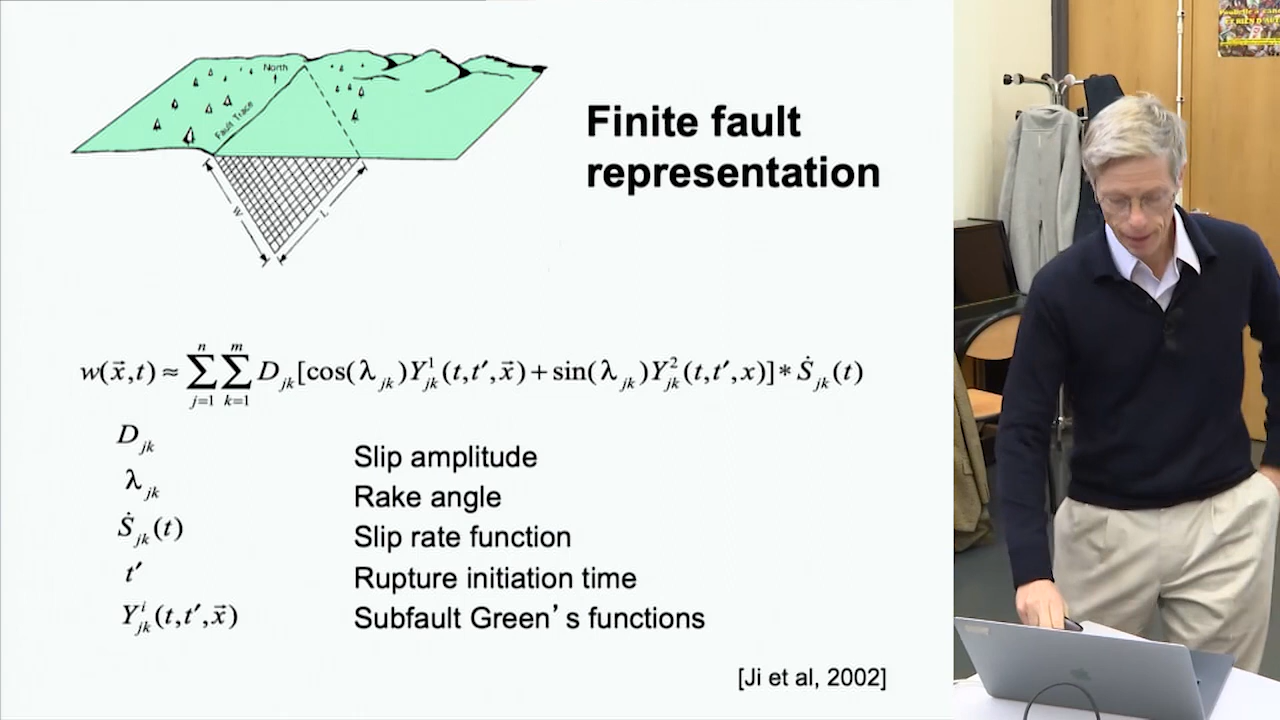 North
Fault Trace
W
L
Finite fault
representation
w(x⃗,t) ≈ ∑_{j=1}^{n} ∑_{k=1}^{m} D_{jk}[cos(λ_{jk})Y^1_{jk}(t,t′,x⃗)+sin(λ_{jk})Y^2_{jk}(t,t′,x)]∗Ṡ_{jk}(t)
D_{jk} Slip amplitude
λ_{jk} Rake angle
Ṡ_{jk}(t) Slip rate function
t′ Rupture initiation time
Y^i_{jk}(t,t′,x⃗) Subfault Green’s functions
[Ji et al, 2002]